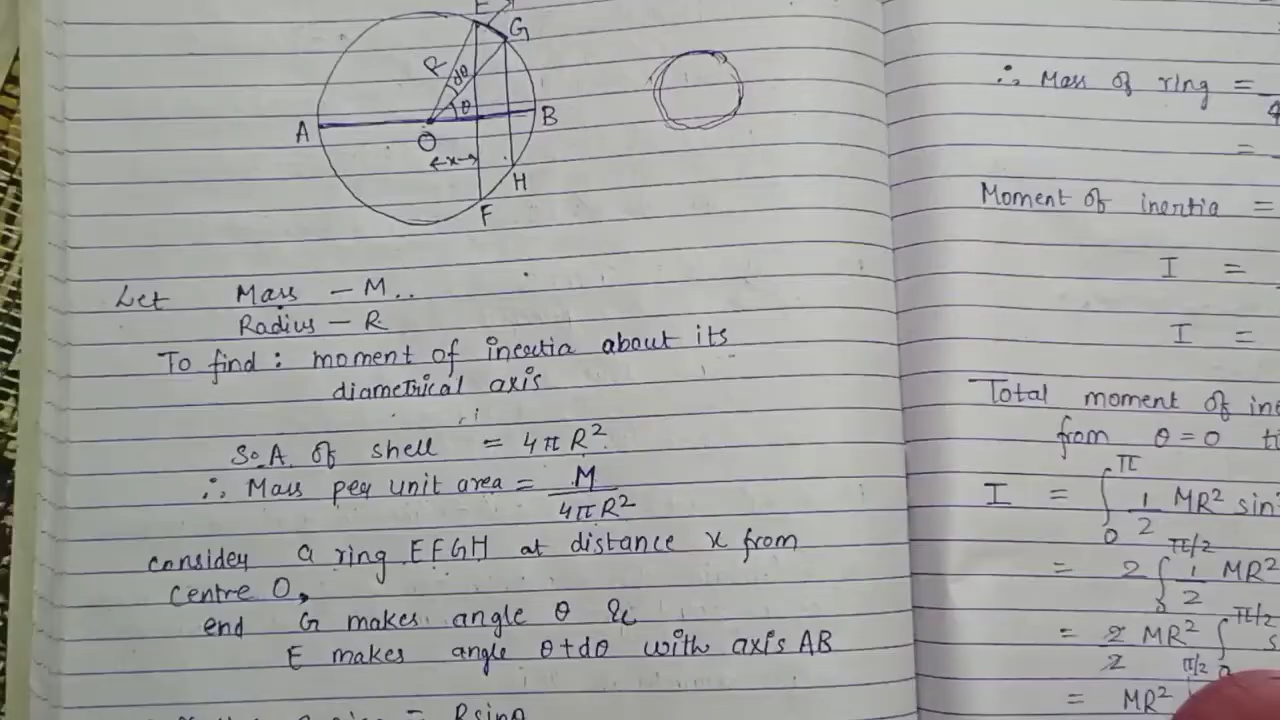 E
G
R
dθ
θ
A
B
O
x
H
F
Let Mass - M..
Radius - R
To find : moment of inertia about its
diametrical axis
S.A. of shell = 4πR²
∴ Mass per unit area = M / 4πR²
consider a ring EFGH at distance x from
centre O,
end G makes angle θ &
E makes angle θ+dθ with axis AB
= Rsinθ
∴ Mass of ring =
4
=
Moment of inertia =
I =
I =
Total moment of
from θ=0
I = ∫₀^π 1/2 MR² sin
= 2 ∫₀^π/2 1/2 MR²
= 2/2 MR² ∫₀^π/2 s
= MR²
π/2